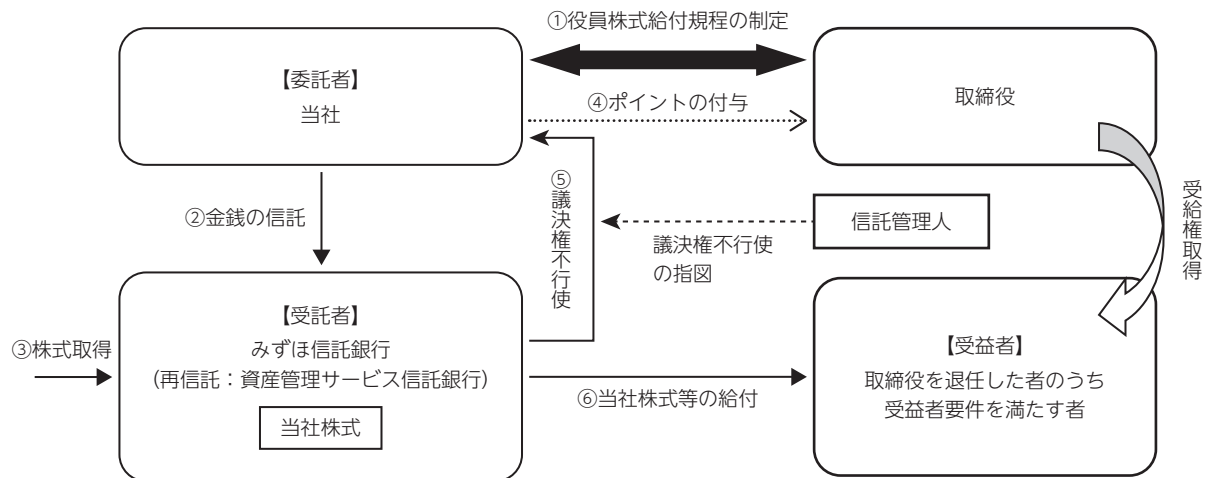 ①役員株式給付規程の制定
【委託者】
当社
④ポイントの付与
取締役
②金銭の信託
⑤議決権不行使
議決権不行使
の指図
信託管理人
受給権取得
③株式取得
【受託者】
みずほ信託銀行
(再信託：資産管理サービス信託銀行)
当社株式
⑥当社株式等の給付
【受益者】
取締役を退任した者のうち
受益者要件を満たす者